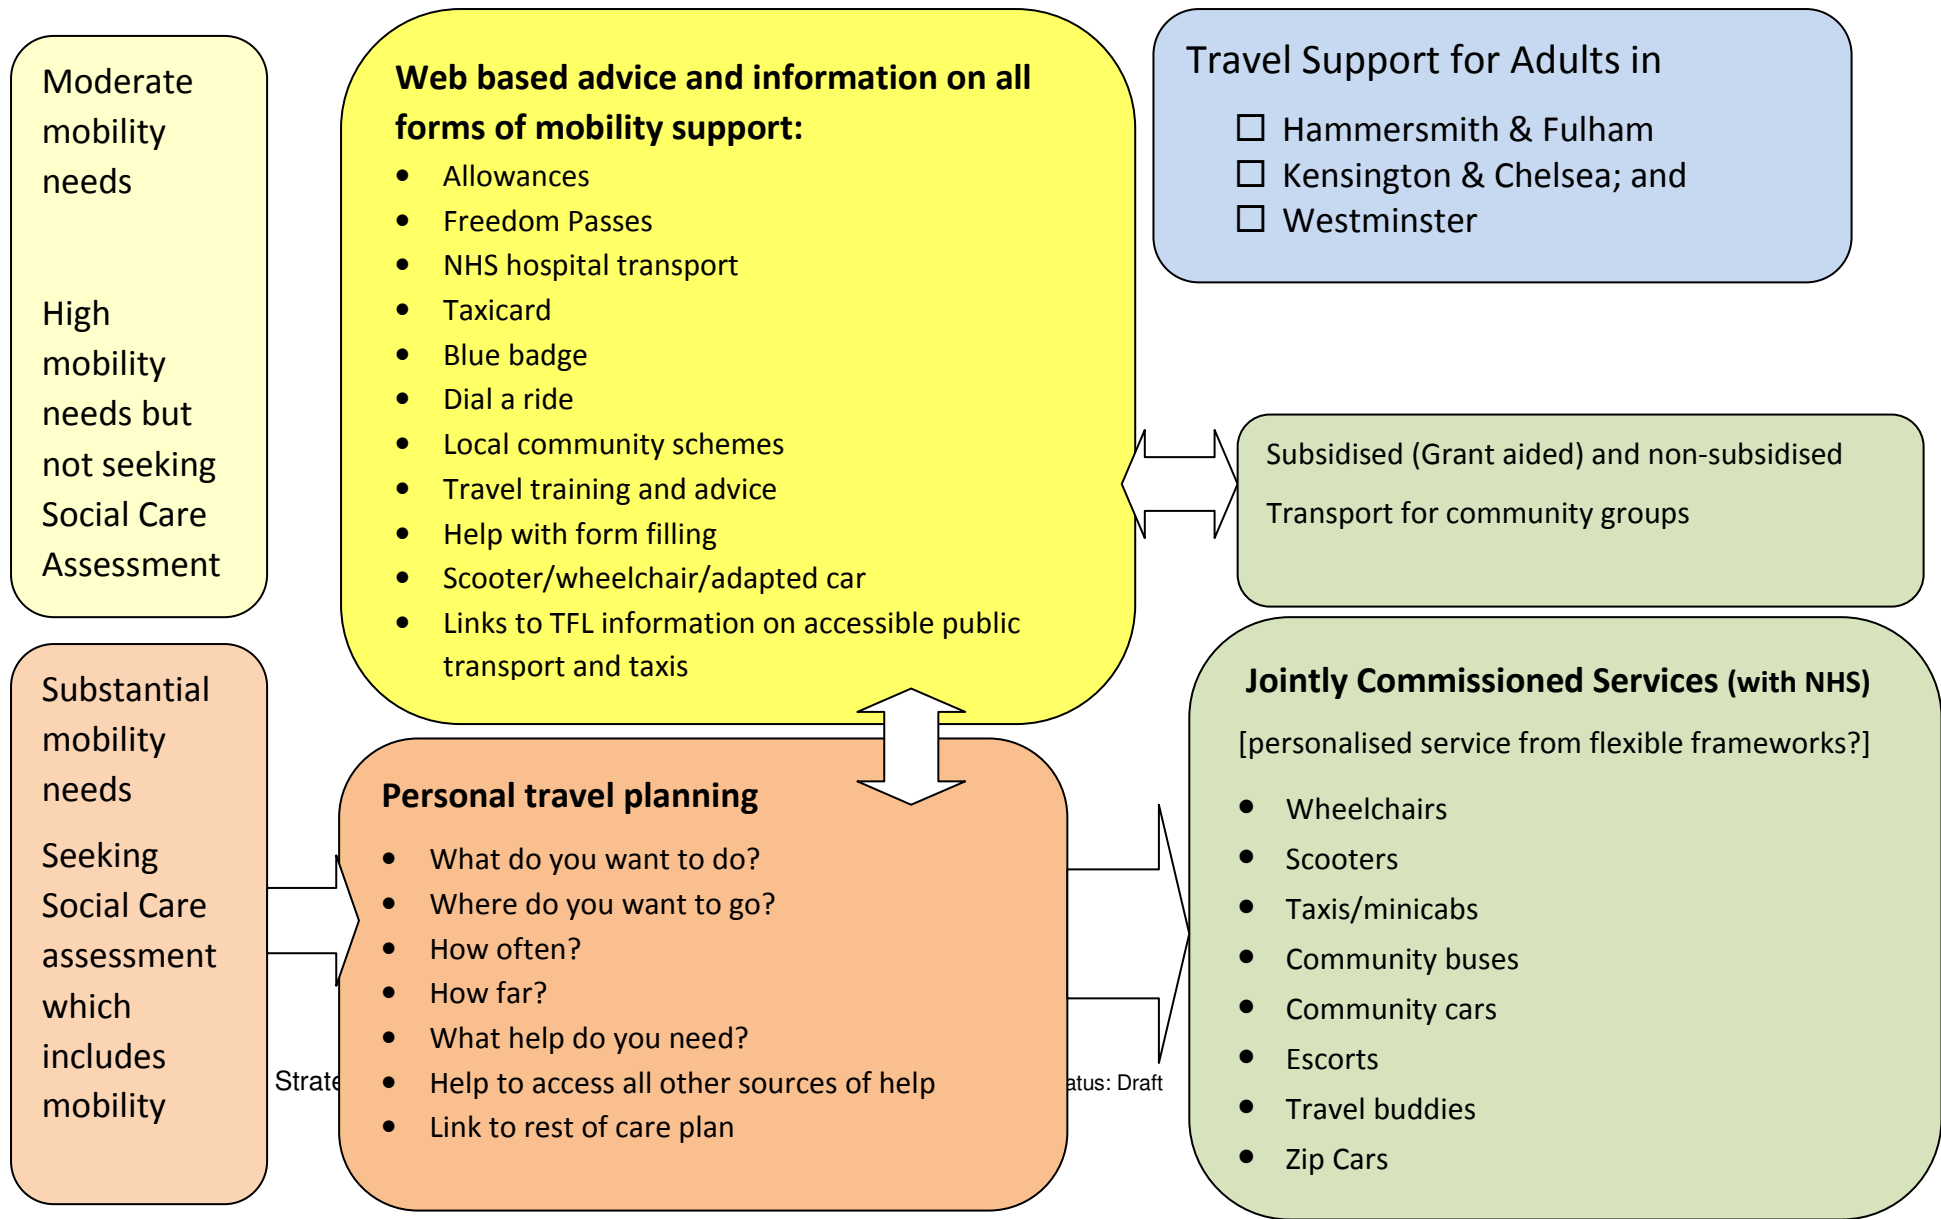 Moderate
mobility
needs
High
mobility
needs but
not seeking
Social Care
Assessment
Web based advice and information on all
forms of mobility support:
• Allowances
• Freedom Passes
• NHS hospital transport
• Taxicard
• Blue badge
• Dial a ride
• Local community schemes
• Travel training and advice
• Help with form filling
• Scooter/wheelchair/adapted car
• Links to TFL information on accessible public
transport and taxis
Travel Support for Adults in
☐ Hammersmith & Fulham
☐ Kensington & Chelsea; and
☐ Westminster
Subsidised (Grant aided) and non-subsidised
Transport for community groups
Substantial
mobility
needs
Seeking
Social Care
assessment
which
includes
mobility
Personal travel planning
• What do you want to do?
• Where do you want to go?
• How often?
• How far?
• What help do you need?
• Help to access all other sources of help
• Link to rest of care plan
Jointly Commissioned Services (with NHS)
[personalised service from flexible frameworks?]
• Wheelchairs
• Scooters
• Taxis/minicabs
• Community buses
• Community cars
• Escorts
• Travel buddies
• Zip Cars
Strate
atus: Draft